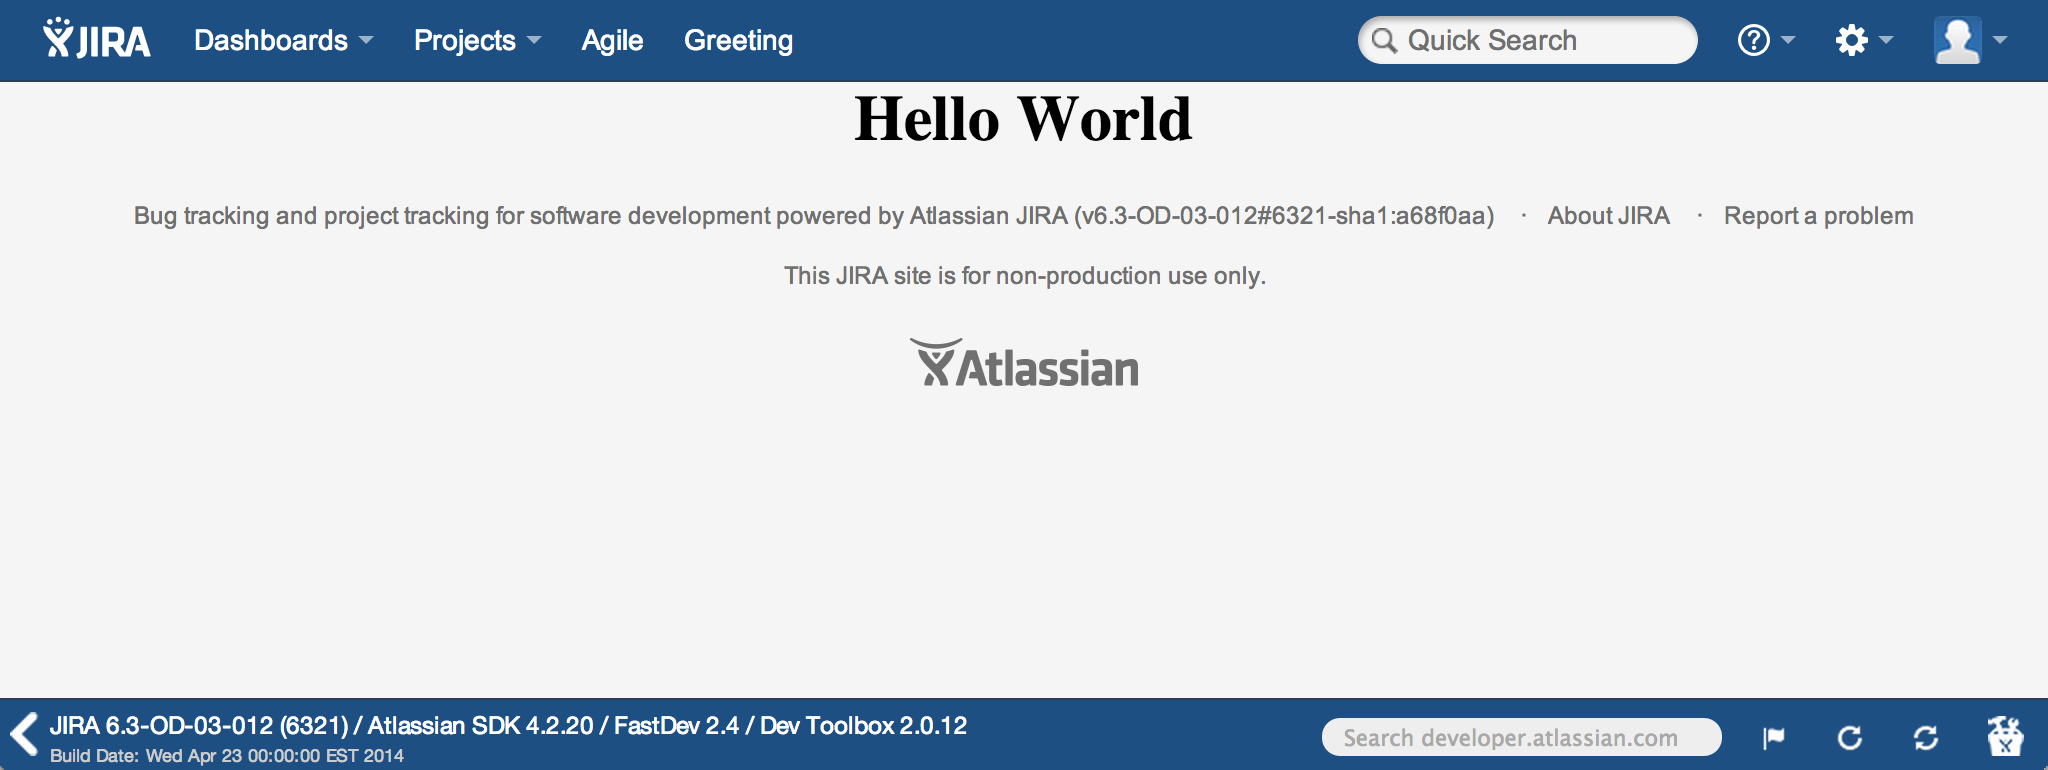 JIRA Dashboards Projects Agile Greeting Quick Search
Hello World
Bug tracking and project tracking for software development powered by Atlassian JIRA (v6.3-OD-03-012#6321-sha1:a68f0aa) · About JIRA · Report a problem
This JIRA site is for non-production use only.
Atlassian
JIRA 6.3-OD-03-012 (6321) / Atlassian SDK 4.2.20 / FastDev 2.4 / Dev Toolbox 2.0.12
Build Date: Wed Apr 23 00:00:00 EST 2014
Search developer.atlassian.com